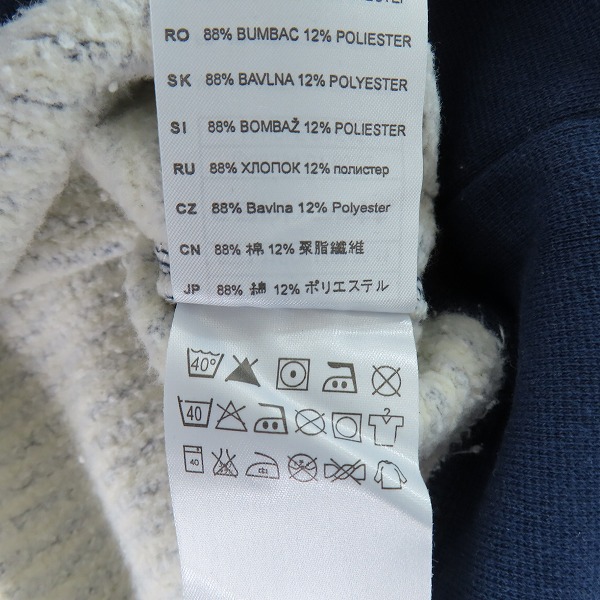 RO 88% BUMBAC 12% POLIESTER
SK 88% BAVLNA 12% POLYESTER
SI 88% BOMBAŽ 12% POLIESTER
RU 88% ХЛОПОК 12% полистер
CZ 88% Bavlna 12% Polyester
CN 88% 棉 12% 聚脂纖維
JP 88% 綿 12% ポリエステル
40°
40
40